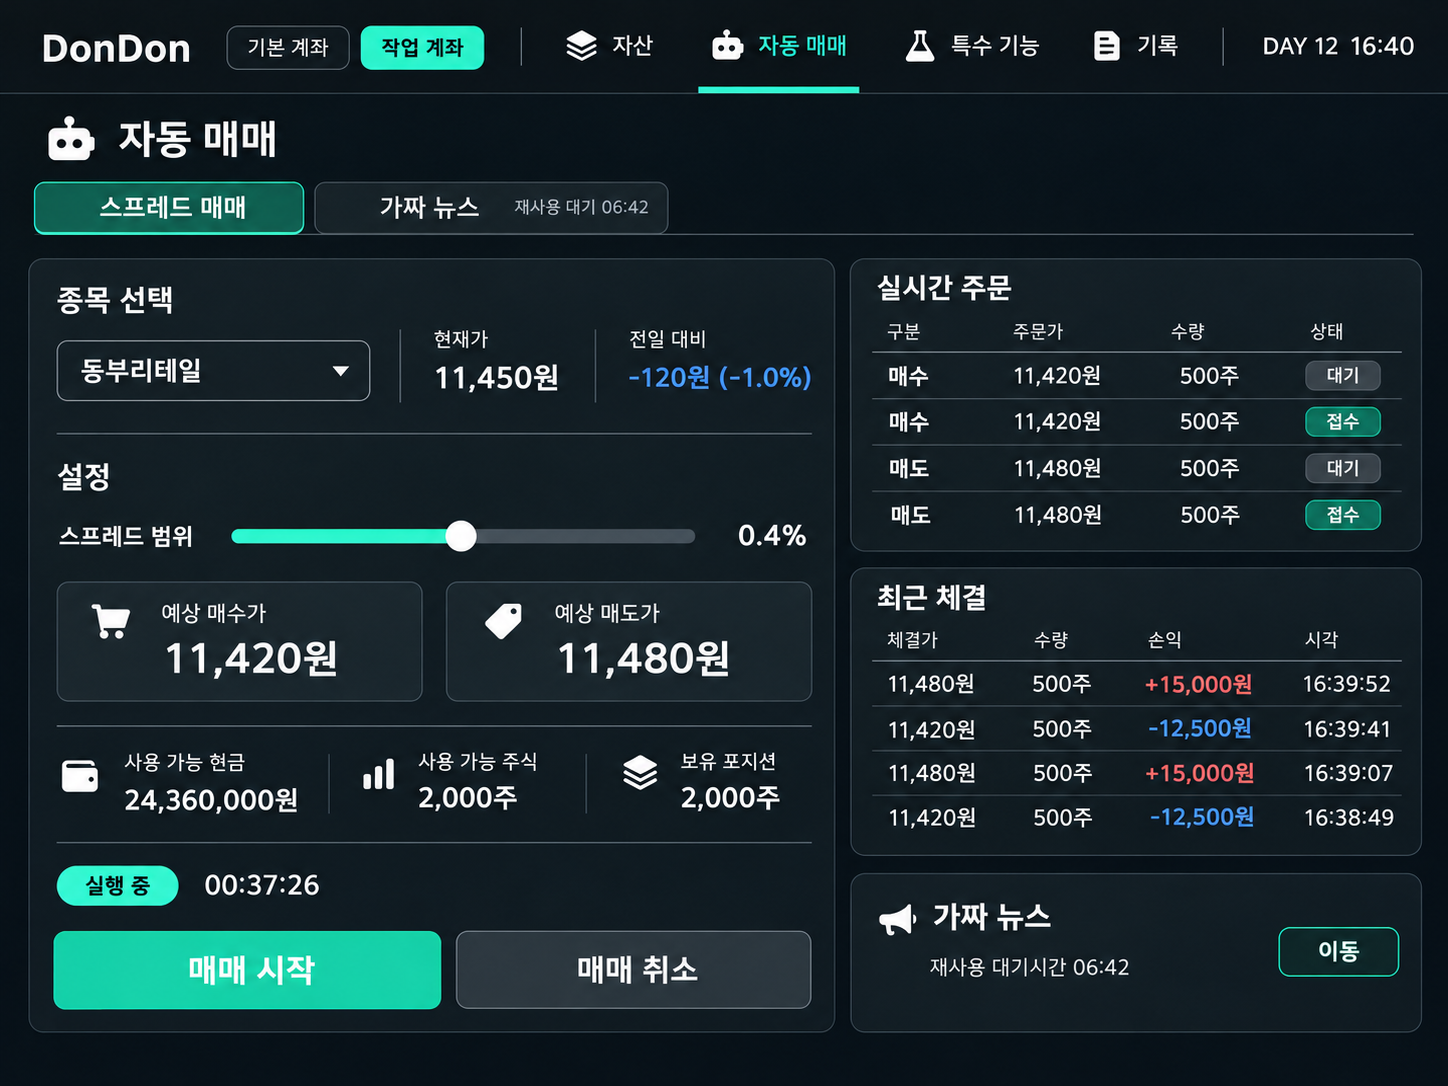 DonDon 기본 계좌 작업 계좌 자산 자동 매매 특수 기능 기록 DAY 12 16:40
자동 매매
스프레드 매매 가짜 뉴스 재사용 대기 06:42
종목 선택
동부리테일
현재가
11,450원
전일 대비
-120원 (-1.0%)
설정
스프레드 범위 0.4%
예상 매수가
11,420원
예상 매도가
11,480원
사용 가능 현금
24,360,000원
사용 가능 주식
2,000주
보유 포지션
2,000주
실행 중 00:37:26
매매 시작 매매 취소
실시간 주문
구분 주문가 수량 상태
매수 11,420원 500주 대기
매수 11,420원 500주 접수
매도 11,480원 500주 대기
매도 11,480원 500주 접수
최근 체결
체결가 수량 손익 시각
11,480원 500주 +15,000원 16:39:52
11,420원 500주 -12,500원 16:39:41
11,480원 500주 +15,000원 16:39:07
11,420원 500주 -12,500원 16:38:49
가짜 뉴스
재사용 대기시간 06:42
이동